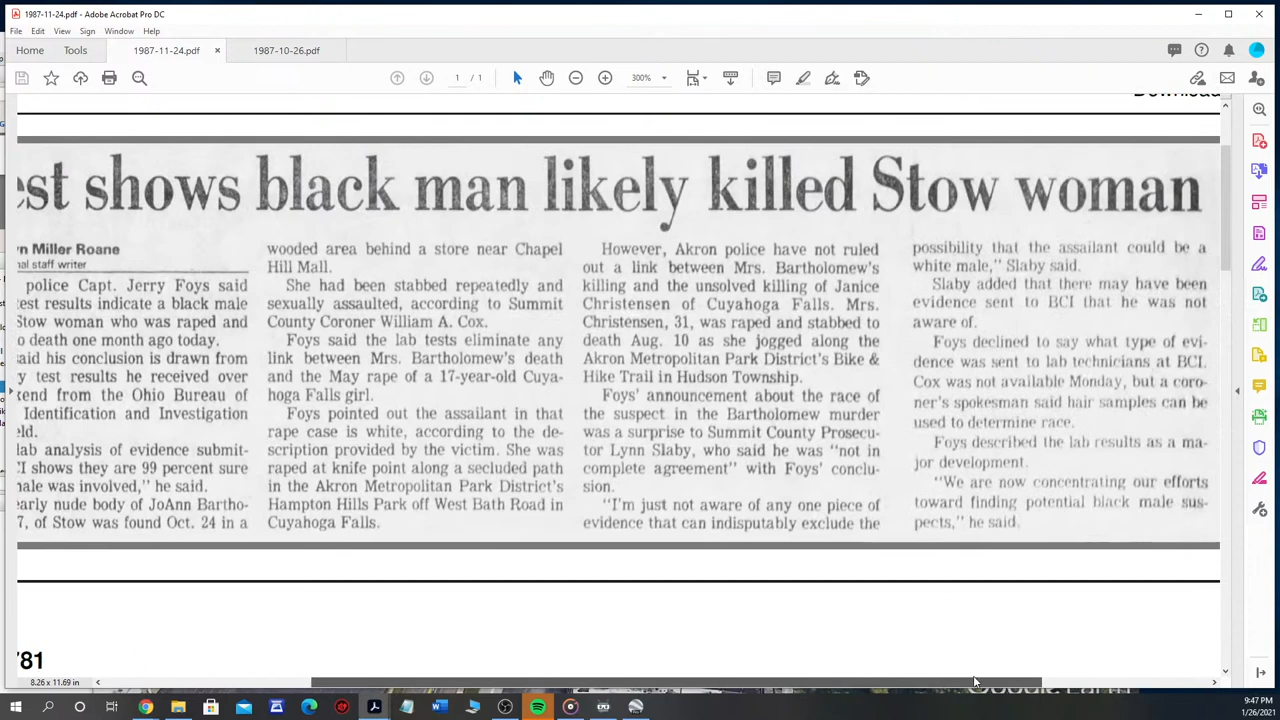 1987-11-24.pdf - Adobe Acrobat Pro DC
File Edit View Sign Window Help
Home Tools 1987-11-24.pdf × 1987-10-26.pdf
1 / 1 300%
est shows black man likely killed Stow woman
n Miller Roane
nal staff writer
police Capt. Jerry Foys said
est results indicate a black male
Stow woman who was raped and
o death one month ago today.
aid his conclusion is drawn from
y test results he received over
kend from the Ohio Bureau of
Identification and Investigation
eld.
lab analysis of evidence submit-
CI shows they are 99 percent sure
nale was involved," he said.
early nude body of JoAnn Bartho-
7, of Stow was found Oct. 24 in a
wooded area behind a store near Chapel
Hill Mall.
She had been stabbed repeatedly and
sexually assaulted, according to Summit
County Coroner William A. Cox.
Foys said the lab tests eliminate any
link between Mrs. Bartholomew's death
and the May rape of a 17-year-old Cuya-
hoga Falls girl.
Foys pointed out the assailant in that
rape case is white, according to the de-
scription provided by the victim. She was
raped at knife point along a secluded path
in the Akron Metropolitan Park District's
Hampton Hills Park off West Bath Road in
Cuyahoga Falls.
However, Akron police have not ruled
out a link between Mrs. Bartholomew's
killing and the unsolved killing of Janice
Christensen of Cuyahoga Falls. Mrs.
Christensen, 31, was raped and stabbed to
death Aug. 10 as she jogged along the
Akron Metropolitan Park District's Bike &
Hike Trail in Hudson Township.
Foys' announcement about the race of
the suspect in the Bartholomew murder
was a surprise to Summit County Prosecu-
tor Lynn Slaby, who said he was "not in
complete agreement" with Foys' conclu-
sion.
"I'm just not aware of any one piece of
evidence that can indisputably exclude the
possibility that the assailant could be a
white male," Slaby said.
Slaby added that there may have been
evidence sent to BCI that he was not
aware of.
Foys declined to say what type of evi-
dence was sent to lab technicians at BCI.
Cox was not available Monday, but a coro-
ner's spokesman said hair samples can be
used to determine race.
Foys described the lab results as a ma-
jor development.
"We are now concentrating our efforts
toward finding potential black male sus-
pects," he said.
781
8.26 x 11.69 in
9:47 PM
1/26/2021